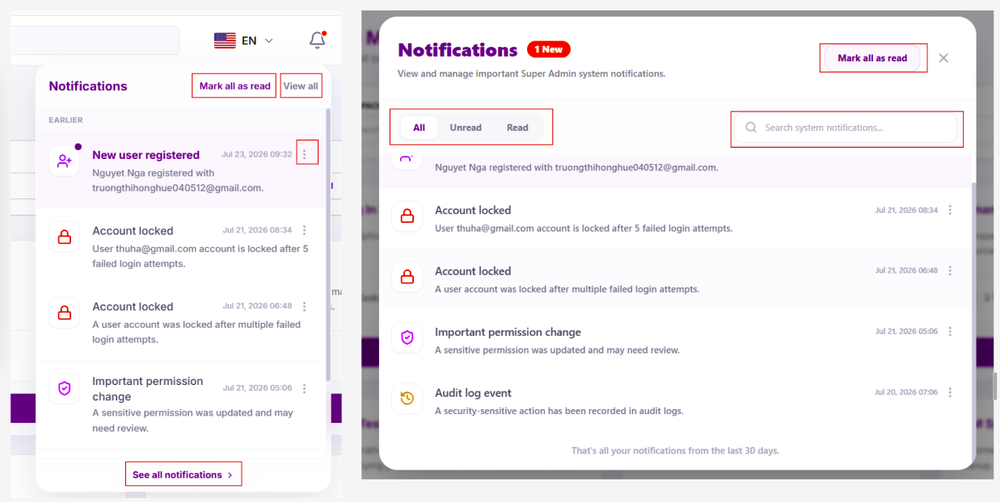 EN
Notifications
Mark all as read
View all
EARLIER
New user registered
Jul 23, 2026 09:32
Nguyet Nga registered with
truongthihonghue040512@gmail.com.
Account locked
Jul 21, 2026 08:34
User thuha@gmail.com account is locked after 5
failed login attempts.
Account locked
Jul 21, 2026 06:48
A user account was locked after multiple failed
login attempts.
Important permission
change
Jul 21, 2026 05:06
A sensitive permission was updated and may
need review.
See all notifications
Notifications
1 New
View and manage important Super Admin system notifications.
Mark all as read
All
Unread
Read
Search system notifications...
Nguyet Nga registered with truongthihonghue040512@gmail.com.
Account locked
Jul 21, 2026 08:34
User thuha@gmail.com account is locked after 5 failed login attempts.
Account locked
Jul 21, 2026 06:48
A user account was locked after multiple failed login attempts.
Important permission change
Jul 21, 2026 05:06
A sensitive permission was updated and may need review.
Audit log event
Jul 20, 2026 07:06
A security-sensitive action has been recorded in audit logs.
That's all your notifications from the last 30 days.